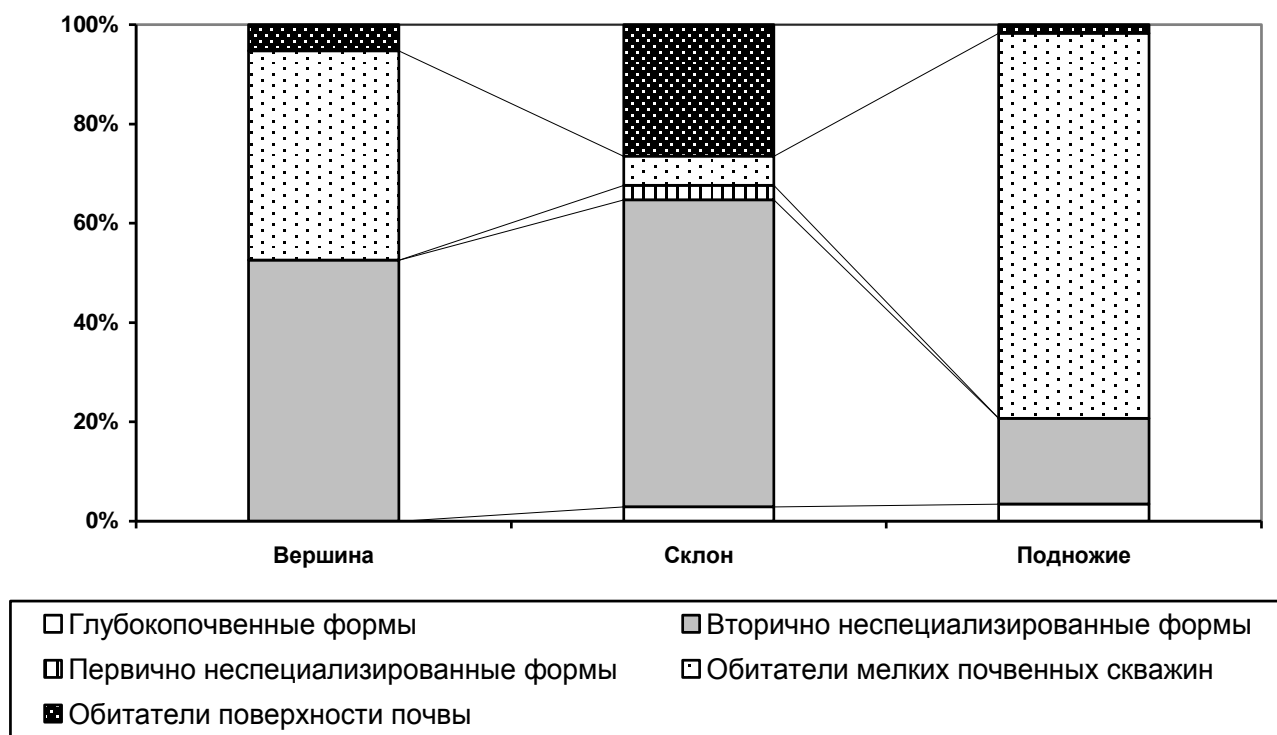 100%
80%
60%
40%
20%
0%
Вершина Склон Подножие
Глубокопочвенные формы Вторично неспециализированные формы
Первично неспециализированные формы Обитатели мелких почвенных скважин
Обитатели поверхности почвы